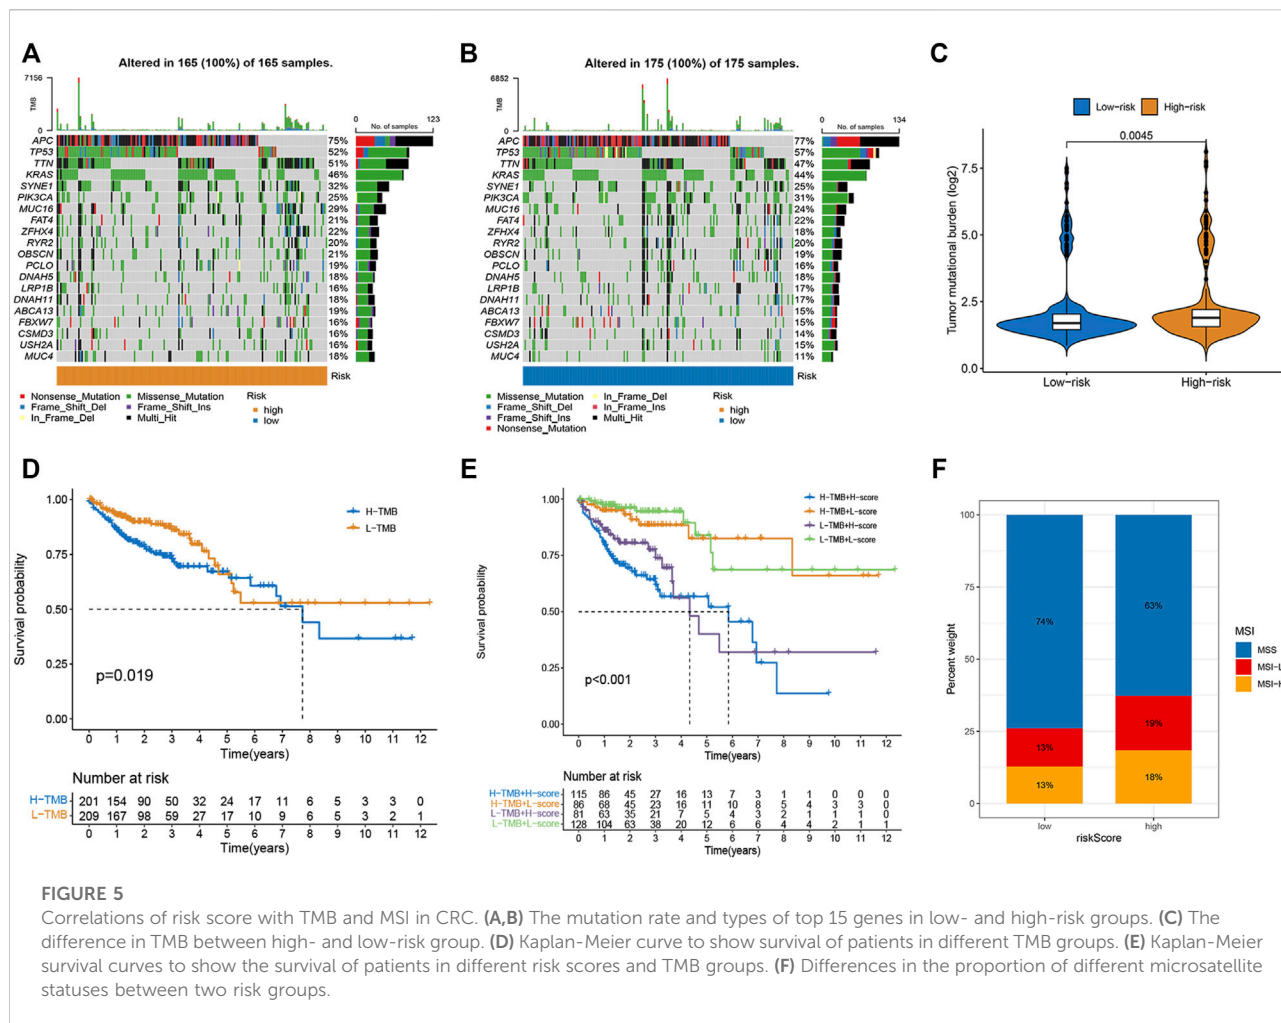 A
Altered in 165 (100%) of 165 samples.
7156
TMB
0
0 123
No. of samples
APC 75%
TP53 52%
TTN 51%
KRAS 46%
SYNE1 32%
PIK3CA 25%
MUC16 29%
FAT4 21%
ZFHX4 22%
RYR2 20%
OBSCN 21%
PCLO 19%
DNAH5 18%
LRP1B 16%
DNAH11 18%
ABCA13 19%
FBXW7 16%
CSMD3 16%
USH2A 16%
MUC4 18%
Risk
Nonsense_Mutation Missense_Mutation Risk
Frame_Shift_Del Frame_Shift_Ins high
In_Frame_Del Multi_Hit low
B
Altered in 175 (100%) of 175 samples.
6852
TMB
0
0 134
No. of samples
APC 77%
TP53 57%
TTN 47%
KRAS 44%
SYNE1 25%
PIK3CA 31%
MUC16 24%
FAT4 22%
ZFHX4 18%
RYR2 20%
OBSCN 19%
PCLO 16%
DNAH5 18%
LRP1B 17%
DNAH11 17%
ABCA13 15%
FBXW7 15%
CSMD3 14%
USH2A 15%
MUC4 11%
Risk
Missense_Mutation In_Frame_Del Risk
Frame_Shift_Del In_Frame_Ins high
Frame_Shift_Ins Multi_Hit low
Nonsense_Mutation
C
Low-risk High-risk
0.0045
Tumor mutational burden (log2)
7.5
5.0
2.5
0.0
Low-risk High-risk
D
Survival probability
1.00
0.75
0.50
0.25
0.00
H-TMB
L-TMB
p=0.019
0 1 2 3 4 5 6 7 8 9 10 11 12
Time(years)
Number at risk
H-TMB 201 154 90 50 32 24 17 11 6 5 3 3 0
L-TMB 209 167 98 59 27 17 10 9 6 5 3 2 1
0 1 2 3 4 5 6 7 8 9 10 11 12
Time(years)
E
Survival probability
1.00
0.75
0.50
0.25
0.00
H-TMB+H-score
H-TMB+L-score
L-TMB+H-score
L-TMB+L-score
p<0.001
0 1 2 3 4 5 6 7 8 9 10 11 12
Time(years)
Number at risk
H-TMB+H-score 115 86 45 27 16 13 7 3 1 1 0 0 0
H-TMB+L-score 86 68 45 23 16 11 10 8 5 4 3 3 0
L-TMB+H-score 81 63 35 21 7 5 4 3 2 1 1 1 0
L-TMB+L-score 128 104 63 38 20 12 6 6 4 4 2 1 1
0 1 2 3 4 5 6 7 8 9 10 11 12
Time(years)
F
Percent weight
100
75
50
25
0
74% 63%
13% 19%
13% 18%
low high
riskScore
MSI
MSS
MSI-L
MSI-H
FIGURE 5
Correlations of risk score with TMB and MSI in CRC. (A,B) The mutation rate and types of top 15 genes in low- and high-risk groups. (C) The
difference in TMB between high- and low-risk group. (D) Kaplan-Meier curve to show survival of patients in different TMB groups. (E) Kaplan-Meier
survival curves to show the survival of patients in different risk scores and TMB groups. (F) Differences in the proportion of different microsatellite
statuses between two risk groups.